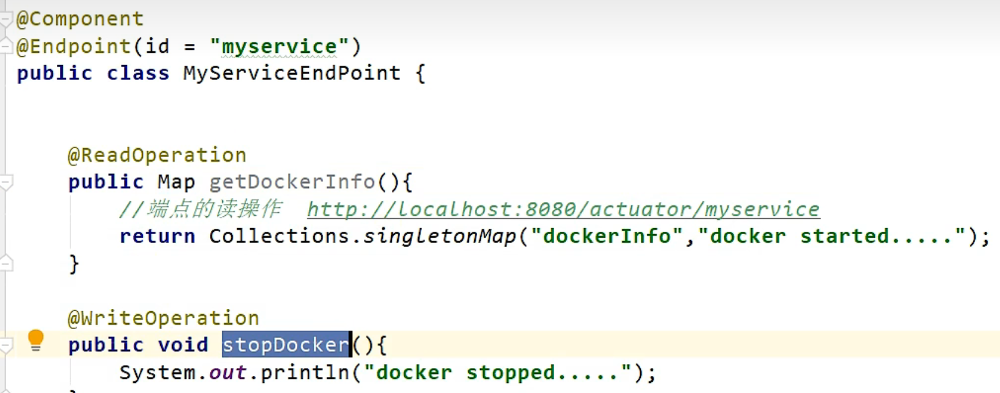 @Component
@Endpoint(id = "myservice")
public class MyServiceEndPoint {
@ReadOperation
public Map getDockerInfo(){
//端点的读操作  http://localhost:8080/actuator/myservice
return Collections.singletonMap("dockerInfo","docker started.....");
}
@WriteOperation
public void stopDocker(){
System.out.println("docker stopped.....");